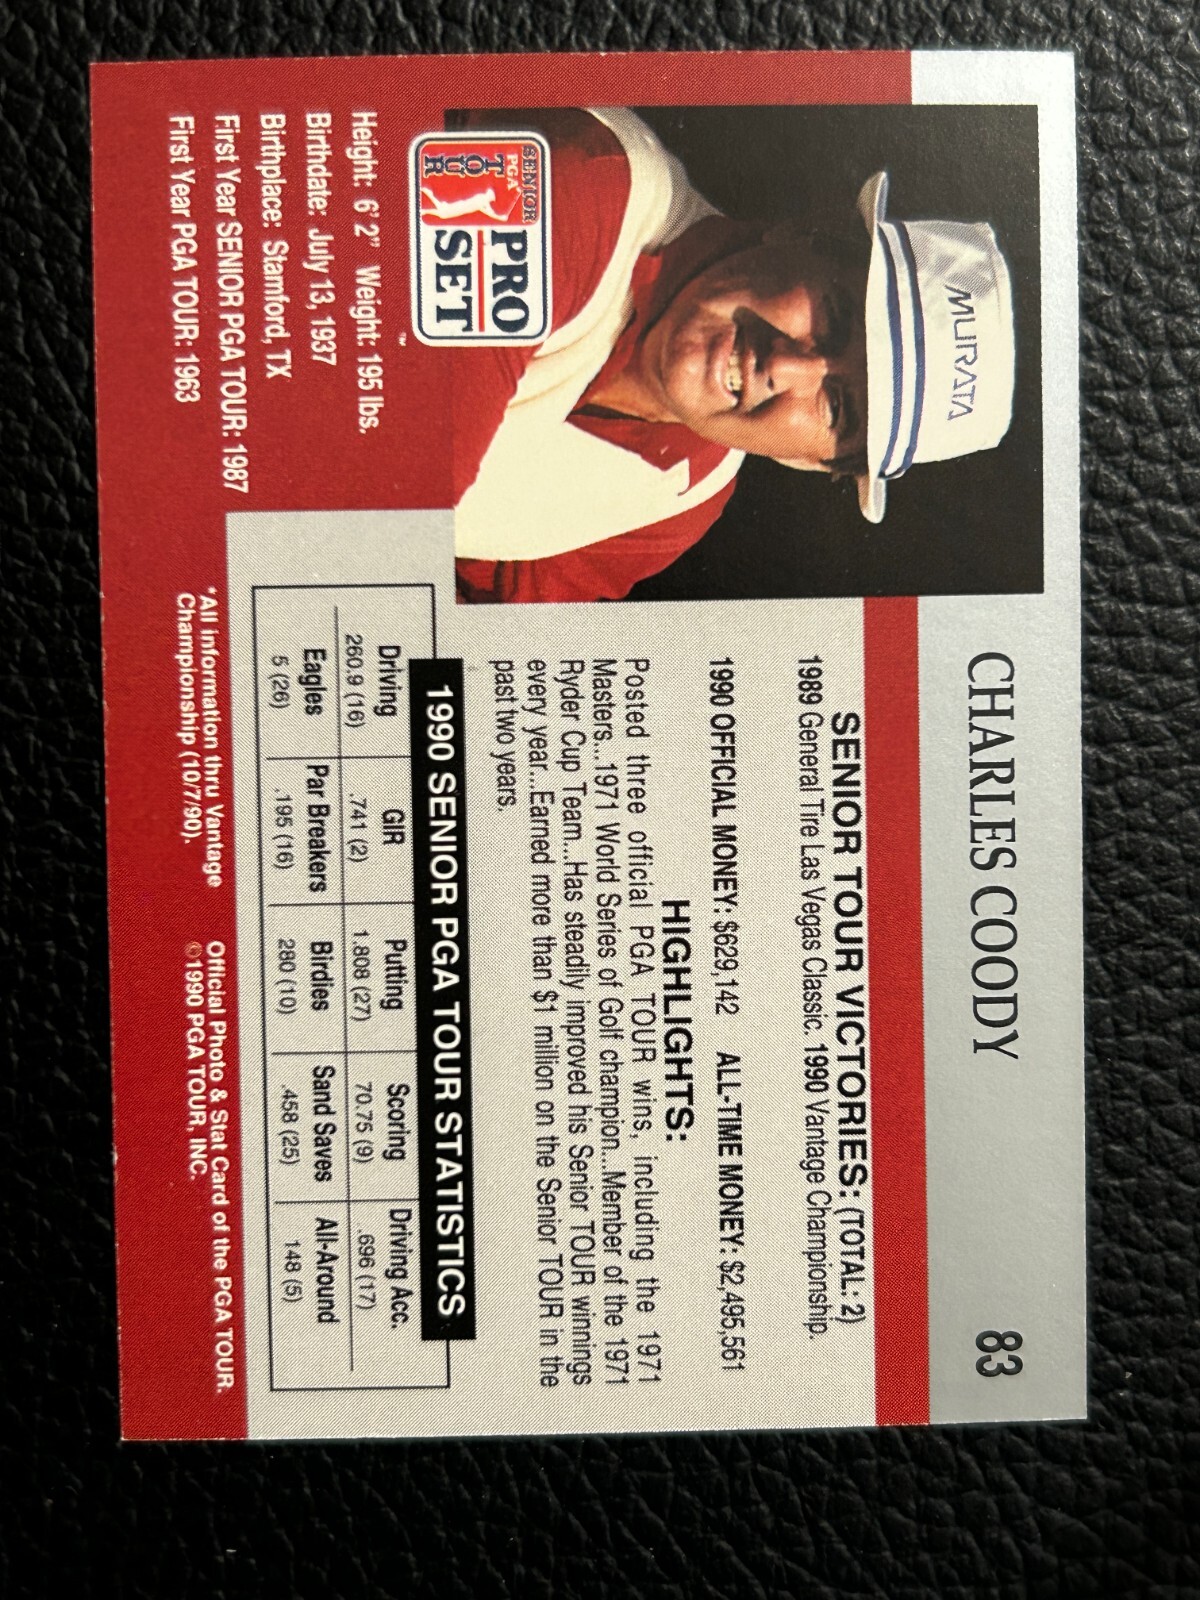 CHARLES COODY 83
MURATA
SENIOR
PGA
TOUR
PRO
SET
™
Height: 6' 2" Weight: 195 lbs.
Birthdate: July 13, 1937
Birthplace: Stamford, TX
First Year SENIOR PGA TOUR: 1987
First Year PGA TOUR: 1963
SENIOR TOUR VICTORIES: (TOTAL: 2)
1989 General Tire Las Vegas Classic. 1990 Vantage Championship.
1990 OFFICIAL MONEY: $629,142 ALL-TIME MONEY: $2,495,561
HIGHLIGHTS:
Posted three official PGA TOUR wins, including the 1971
Masters...1971 World Series of Golf champion...Member of the 1971
Ryder Cup Team...Has steadily improved his Senior TOUR winnings
every year...Earned more than $1 million on the Senior TOUR in the
past two years.
1990 SENIOR PGA TOUR STATISTICS
Driving GIR Putting Scoring Driving Acc.
260.9 (16) .741 (2) 1.808 (27) 70.75 (9) .696 (17)
Eagles Par Breakers Birdies Sand Saves All-Around
5 (26) .195 (16) 280 (10) .458 (25) 148 (5)
*All information thru Vantage
Championship (10/7/90).
Official Photo & Stat Card of the PGA TOUR.
©1990 PGA TOUR, INC.